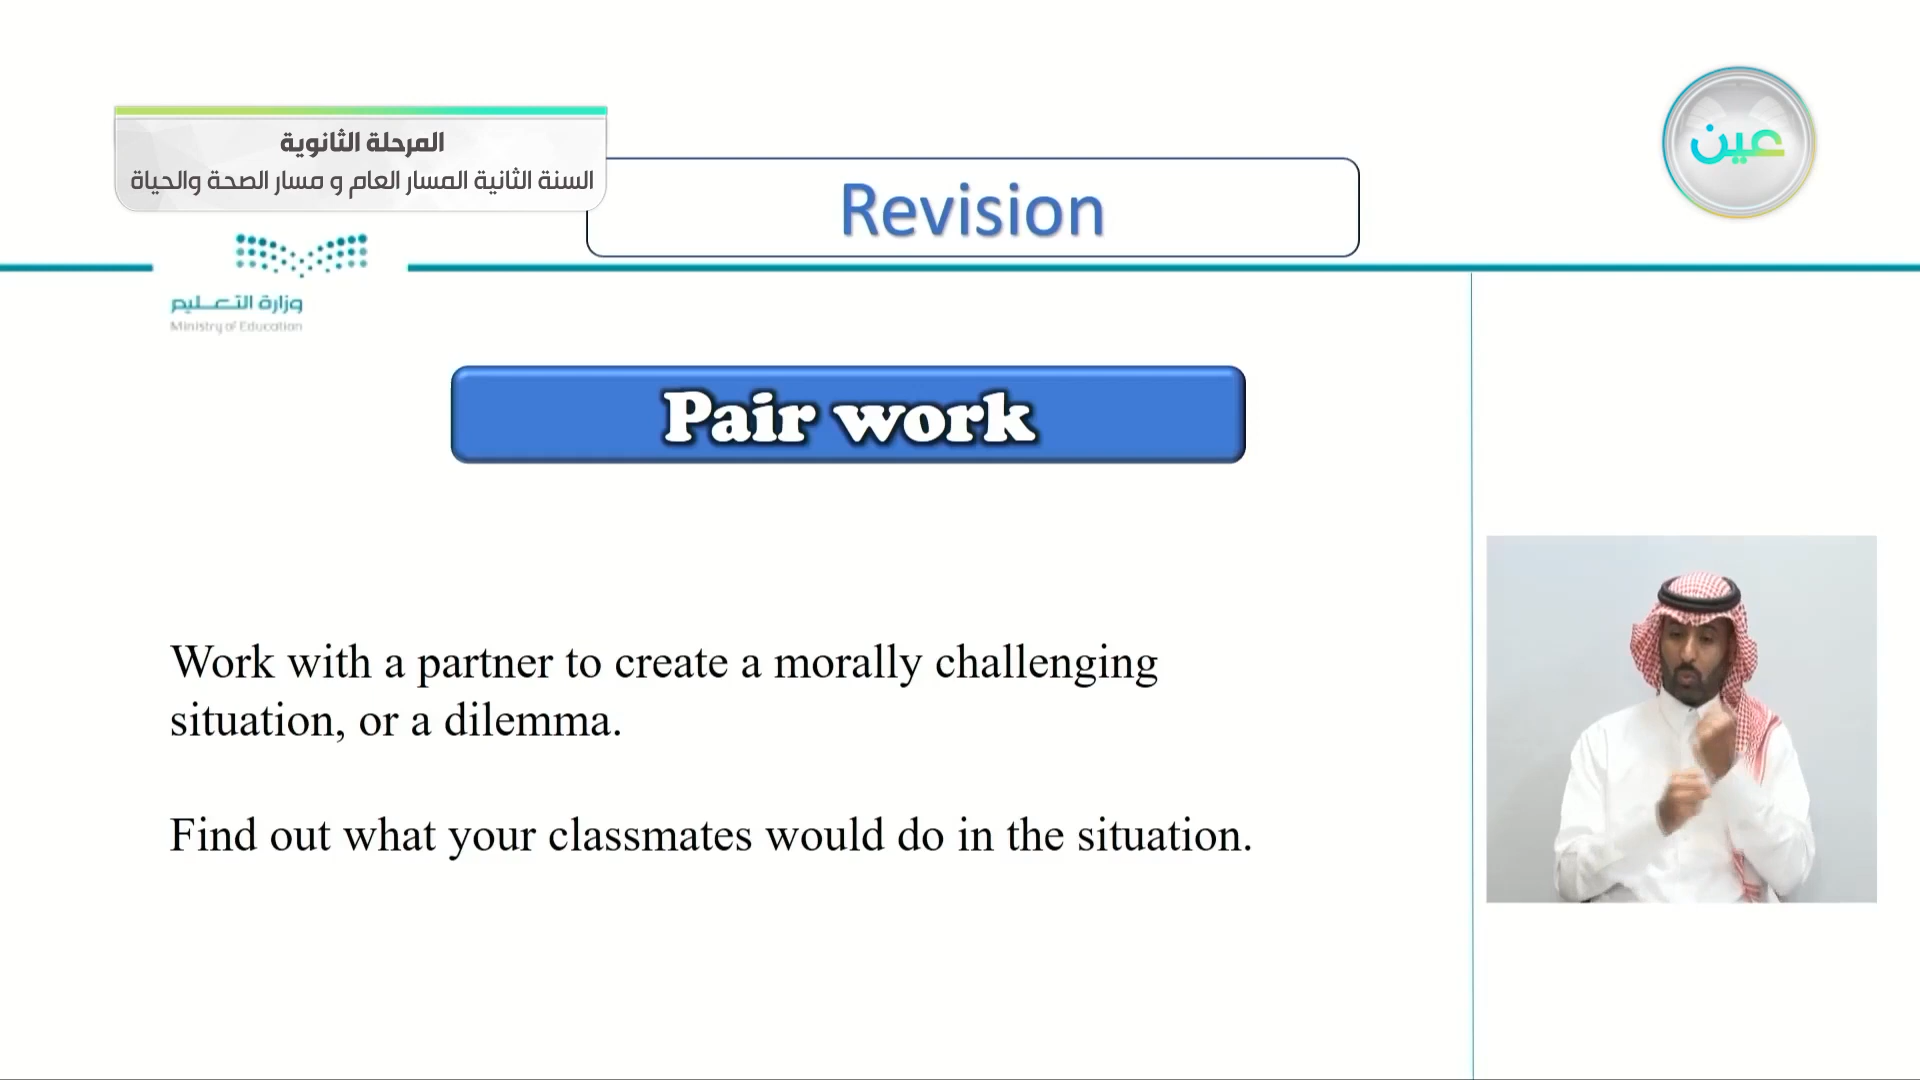 المرحلة الثانوية
السنة الثانية المسار العام و مسار الصحة والحياة
عين
Revision
وزارة التعليم
Ministry of Education
Pair work
Work with a partner to create a morally challenging
situation, or a dilemma.
Find out what your classmates would do in the situation.